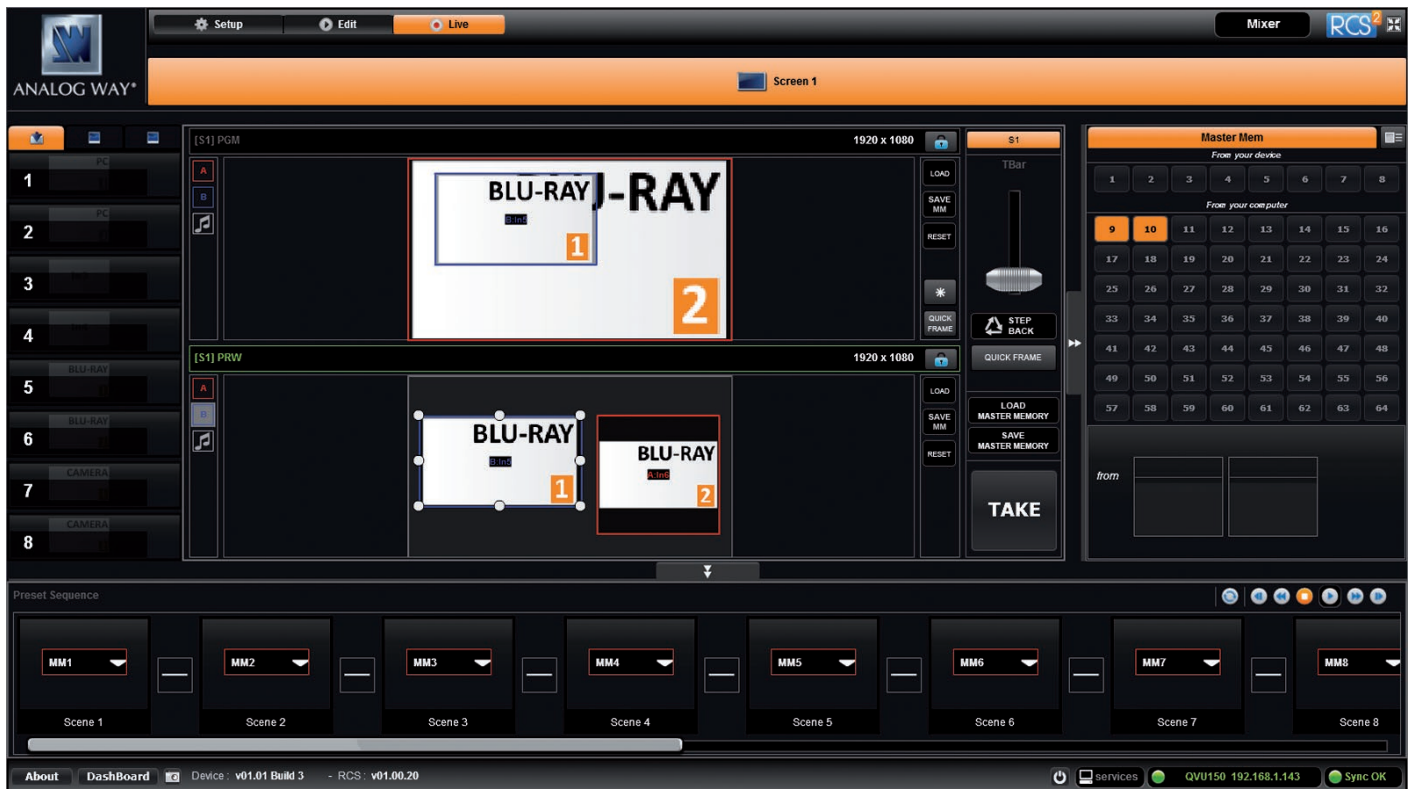 Setup Edit Live Mixer RCS²
ANALOG WAY®
Screen 1
[S1] PGM 1920 x 1080 S1
TBar
1 PC
2 PC
3
4
5 BLU-RAY
6 BLU-RAY
7 CAMERA
8 CAMERA
A
B
BLU-RAY
B:In5
1
U-RAY
2
LOAD
SAVE MM
RESET
QUICK FRAME
STEP BACK
QUICK FRAME
[S1] PRW 1920 x 1080
A
B
BLU-RAY
B:In5
1
BLU-RAY
A:In6
2
LOAD
SAVE MM
RESET
LOAD
MASTER MEMORY
SAVE
MASTER MEMORY
TAKE
Master Mem
From your device
1 2 3 4 5 6 7 8
From your computer
9 10 11 12 13 14 15 16
17 18 19 20 21 22 23 24
25 26 27 28 29 30 31 32
33 34 35 36 37 38 39 40
41 42 43 44 45 46 47 48
49 50 51 52 53 54 55 56
57 58 59 60 61 62 63 64
from
Preset Sequence
MM1 MM2 MM3 MM4 MM5 MM6 MM7 MM8
Scene 1 Scene 2 Scene 3 Scene 4 Scene 5 Scene 6 Scene 7 Scene 8
About DashBoard Device : v01.01 Build 3 - RCS : v01.00.20 services QVU150 192.168.1.143 Sync OK